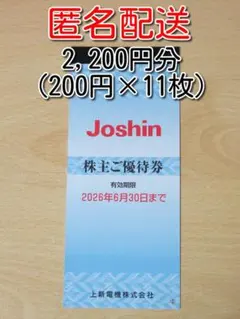 匿名配送
2,200円分
(200円×11枚)
Joshin
株主ご優待券
有効期限
2026年6月30日まで
上新電機株式会社